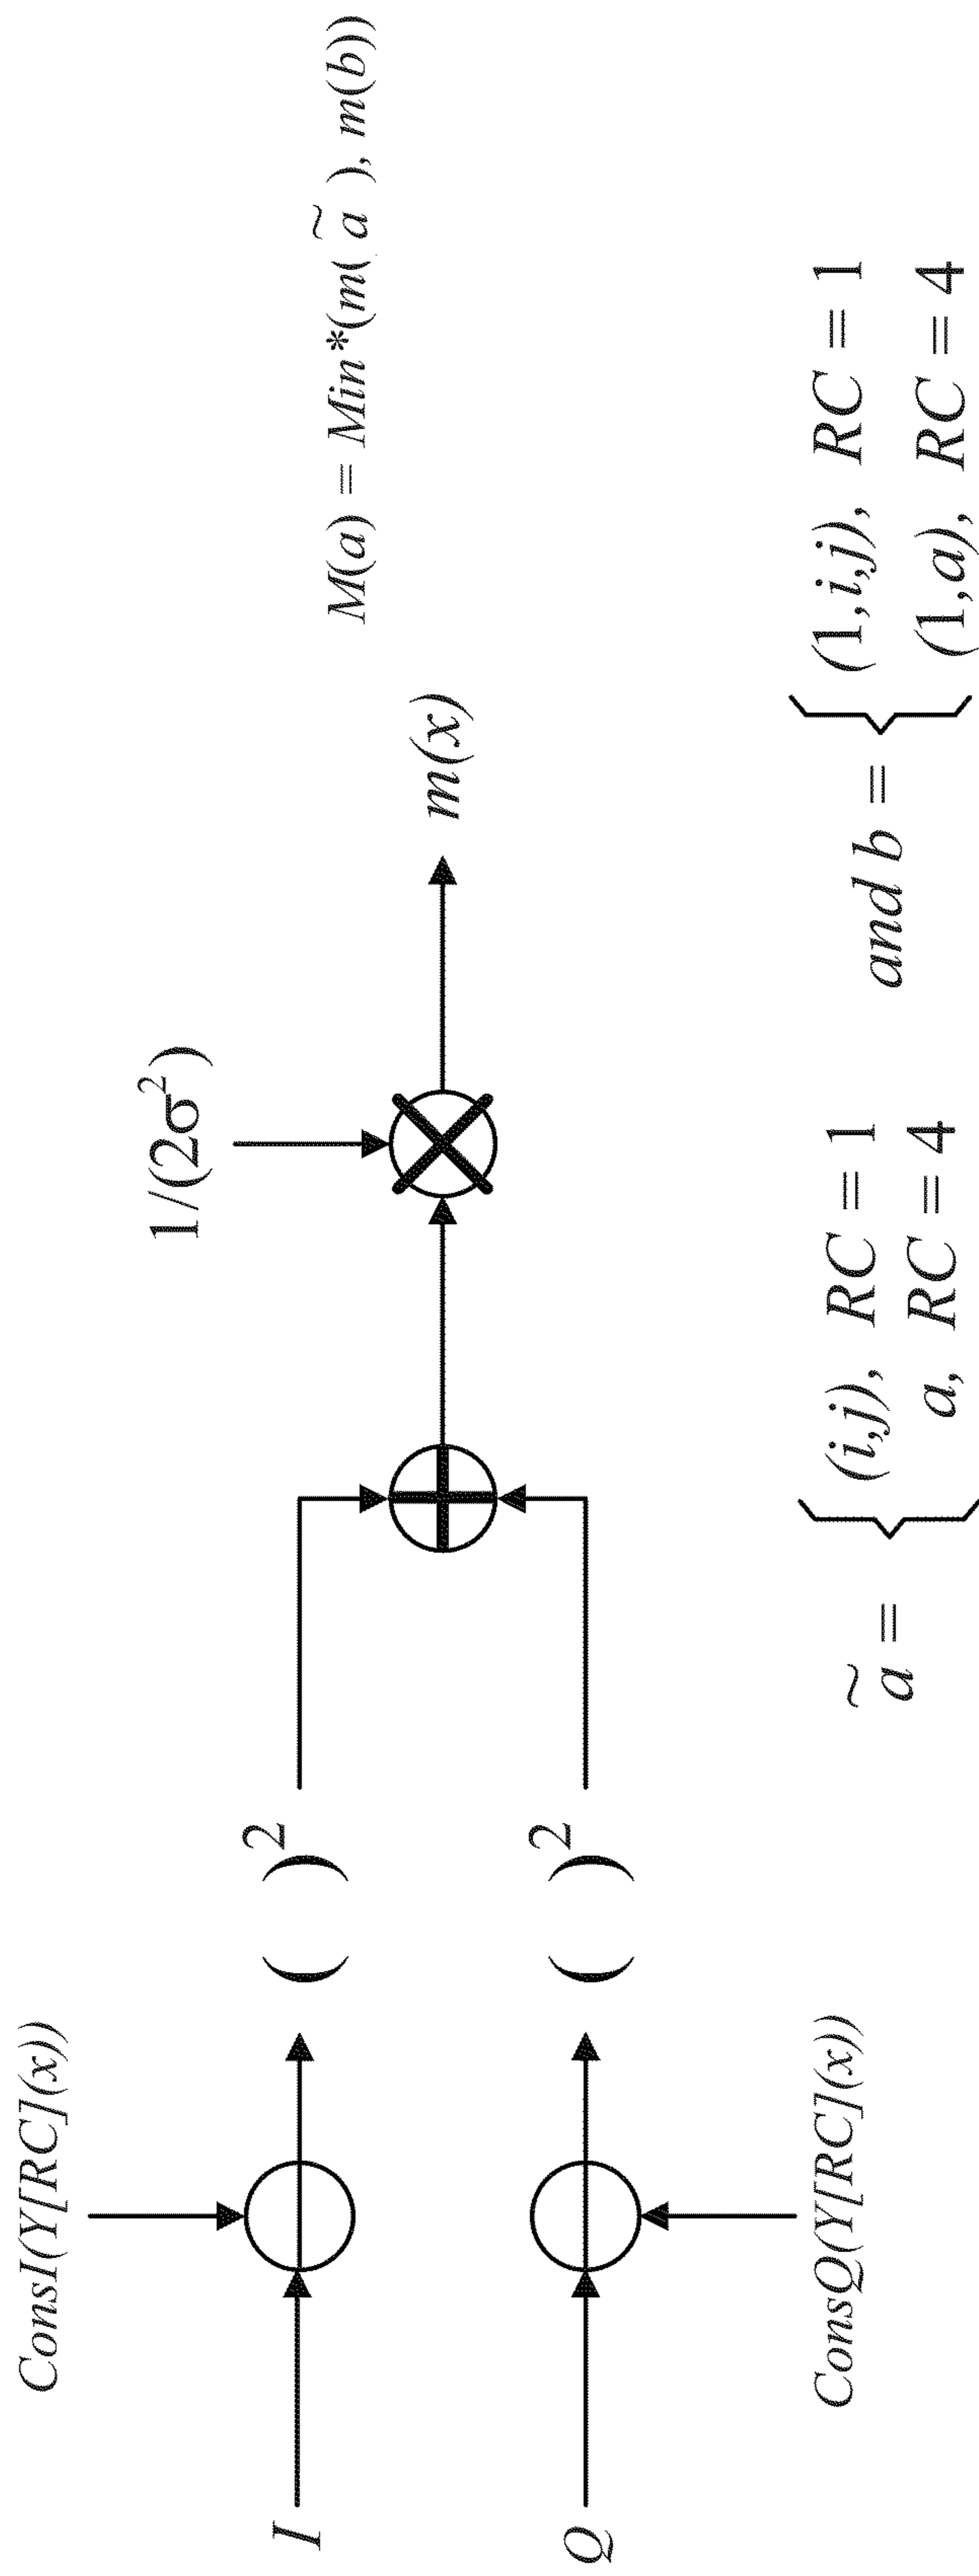 ConsI(Y[RC](x))
I
( )²
1/(2σ²)
m(x)
M(a) = Min*(m( ã ), m(b))
Q
( )²
ConsQ(Y[RC](x))
ã = { (i,j), RC = 1
a, RC = 4
and b = { (1,i,j), RC = 1
(1,a), RC = 4